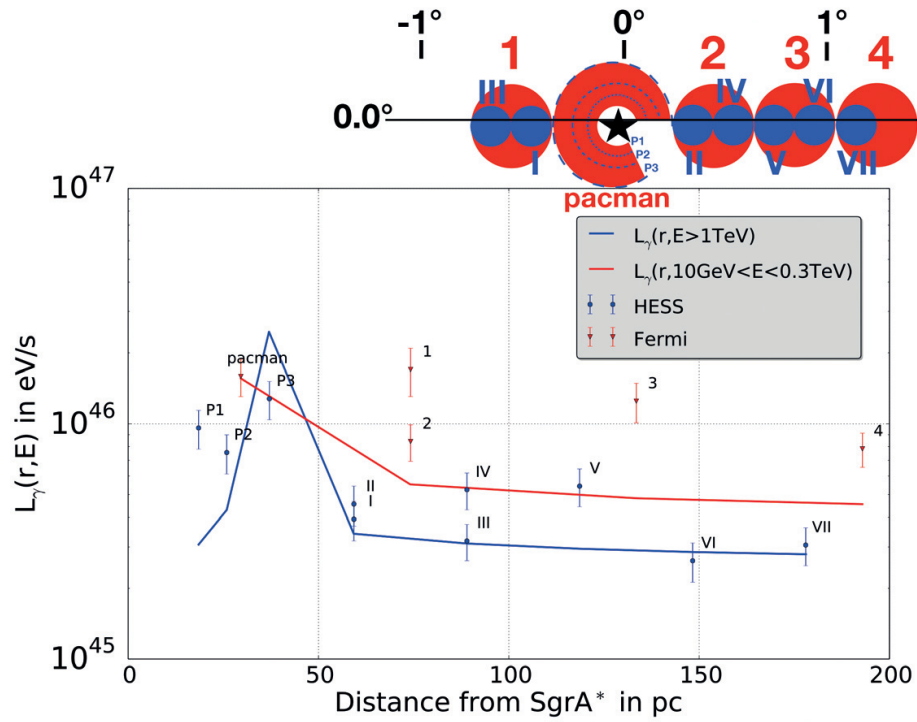 -1° 0° 1°
1 2 3 4
III IV VI
0.0°
P1
P2
P3
I II V VII
pacman
10^47
L_γ(r,E>1TeV)
L_γ(r,10GeV<E<0.3TeV)
HESS
Fermi
L_γ(r,E) in eV/s
1
pacman
3
P3
10^46
P1
2
4
P2
IV
V
II
I
III
VI
VII
10^45
0 50 100 150 200
Distance from SgrA* in pc